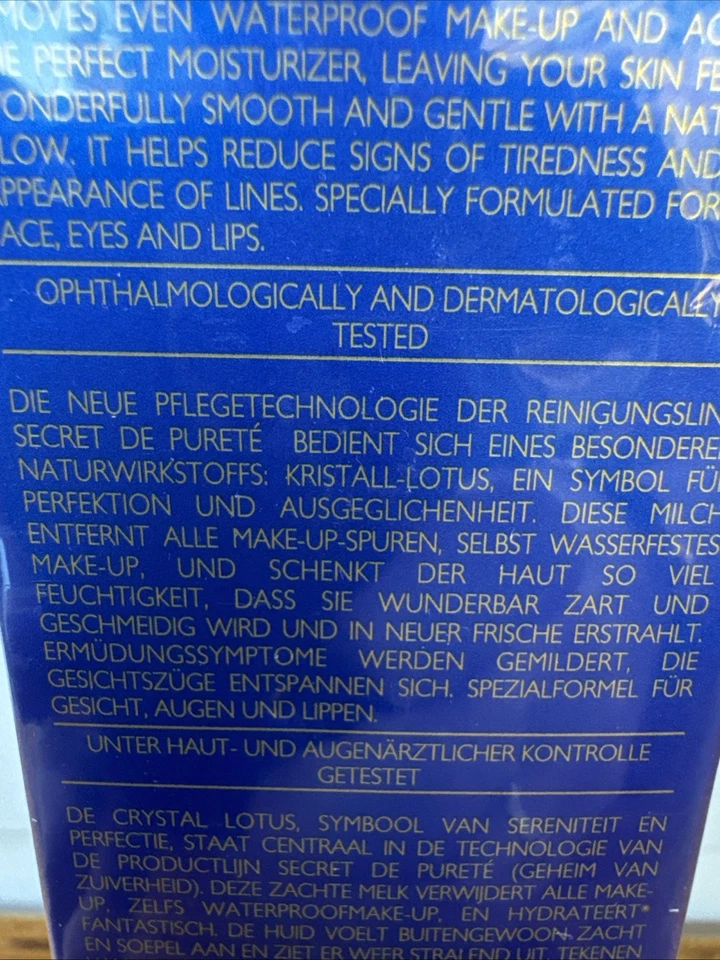 MOVES EVEN WATERPROOF MAKE-UP AND AC
E PERFECT MOISTURIZER, LEAVING YOUR SKIN FE
ONDERFULLY SMOOTH AND GENTLE WITH A NAT
LOW. IT HELPS REDUCE SIGNS OF TIREDNESS AND
PPEARANCE OF LINES. SPECIALLY FORMULATED FOR
ACE, EYES AND LIPS.
OPHTHALMOLOGICALLY AND DERMATOLOGICALLY
TESTED
DIE NEUE PFLEGETECHNOLOGIE DER REINIGUNGSLIN
SECRET DE PURETÉ BEDIENT SICH EINES BESONDERE
NATURWIRKSTOFFS: KRISTALL-LOTUS, EIN SYMBOL FÜ
PERFEKTION UND AUSGEGLICHENHEIT. DIESE MILCH
ENTFERNT ALLE MAKE-UP-SPUREN, SELBST WASSERFESTES
MAKE-UP, UND SCHENKT DER HAUT SO VIEL
FEUCHTIGKEIT, DASS SIE WUNDERBAR ZART UND
GESCHMEIDIG WIRD UND IN NEUER FRISCHE ERSTRAHLT.
ERMÜDUNGSSYMPTOME WERDEN GEMILDERT, DIE
GESICHTSZÜGE ENTSPANNEN SICH. SPEZIALFORMEL FÜR
GESICHT, AUGEN UND LIPPEN.
UNTER HAUT- UND AUGENÄRZTLICHER KONTROLLE
GETESTET
DE CRYSTAL LOTUS, SYMBOOL VAN SERENITEIT EN
PERFECTIE, STAAT CENTRAAL IN DE TECHNOLOGIE VAN
DE PRODUCTLIJN SECRET DE PURETÉ (GEHEIM VAN
ZUIVERHEID). DEZE ZACHTE MELK VERWIJDERT ALLE MAKE-
UP, ZELFS WATERPROOFMAKE-UP, EN HYDRATEERT*
FANTASTISCH. DE HUID VOELT BUITENGEWOON ZACHT
EN SOEPEL AAN EN ZIET ER WEER STRALEND UIT. TEKENEN